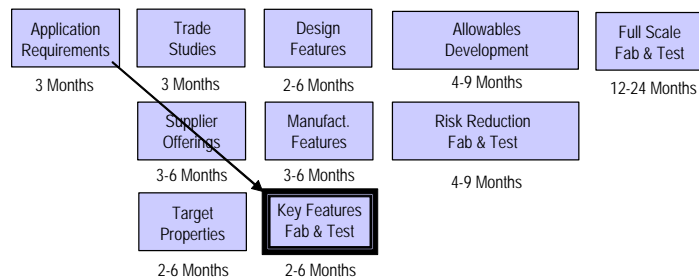 Application
Requirements
3 Months
Trade
Studies
3 Months
Design
Features
2-6 Months
Allowables
Development
4-9 Months
Full Scale
Fab & Test
12-24 Months
Supplier
Offerings
3-6 Months
Manufact.
Features
3-6 Months
Risk Reduction
Fab & Test
4-9 Months
Target
Properties
2-6 Months
Key Features
Fab & Test
2-6 Months